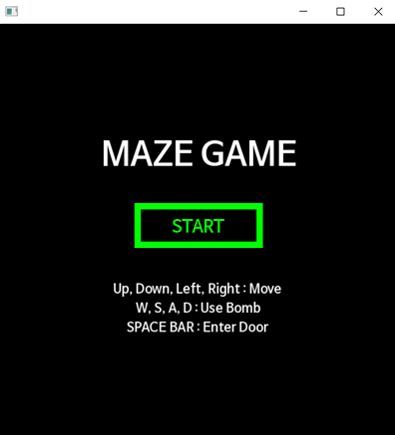 MAZE GAME
START
Up, Down, Left, Right : Move
W, S, A, D : Use Bomb
SPACE BAR : Enter Door